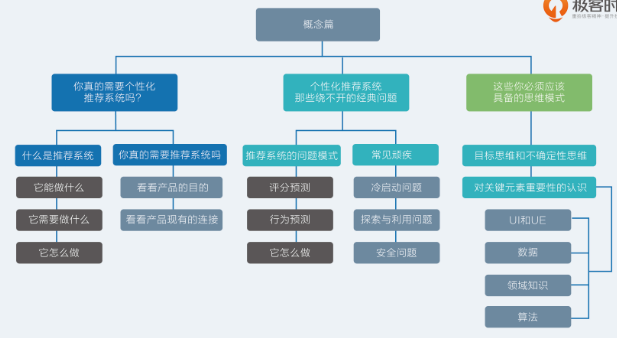 极客时
概念篇
你真的需要个性化
推荐系统吗？
个性化推荐系统
那些绕不开的经典问题
这些你必须应该
具备的思维模式
什么是推荐系统
你真的需要推荐系统吗
推荐系统的问题模式
常见顽疾
目标思维和不确定性思维
它能做什么
看看产品的目的
评分预测
冷启动问题
对关键元素重要性的认识
它需要做什么
看看产品现有的连接
行为预测
探索与利用问题
UI和UE
它怎么做
它怎么做
安全问题
数据
领域知识
算法